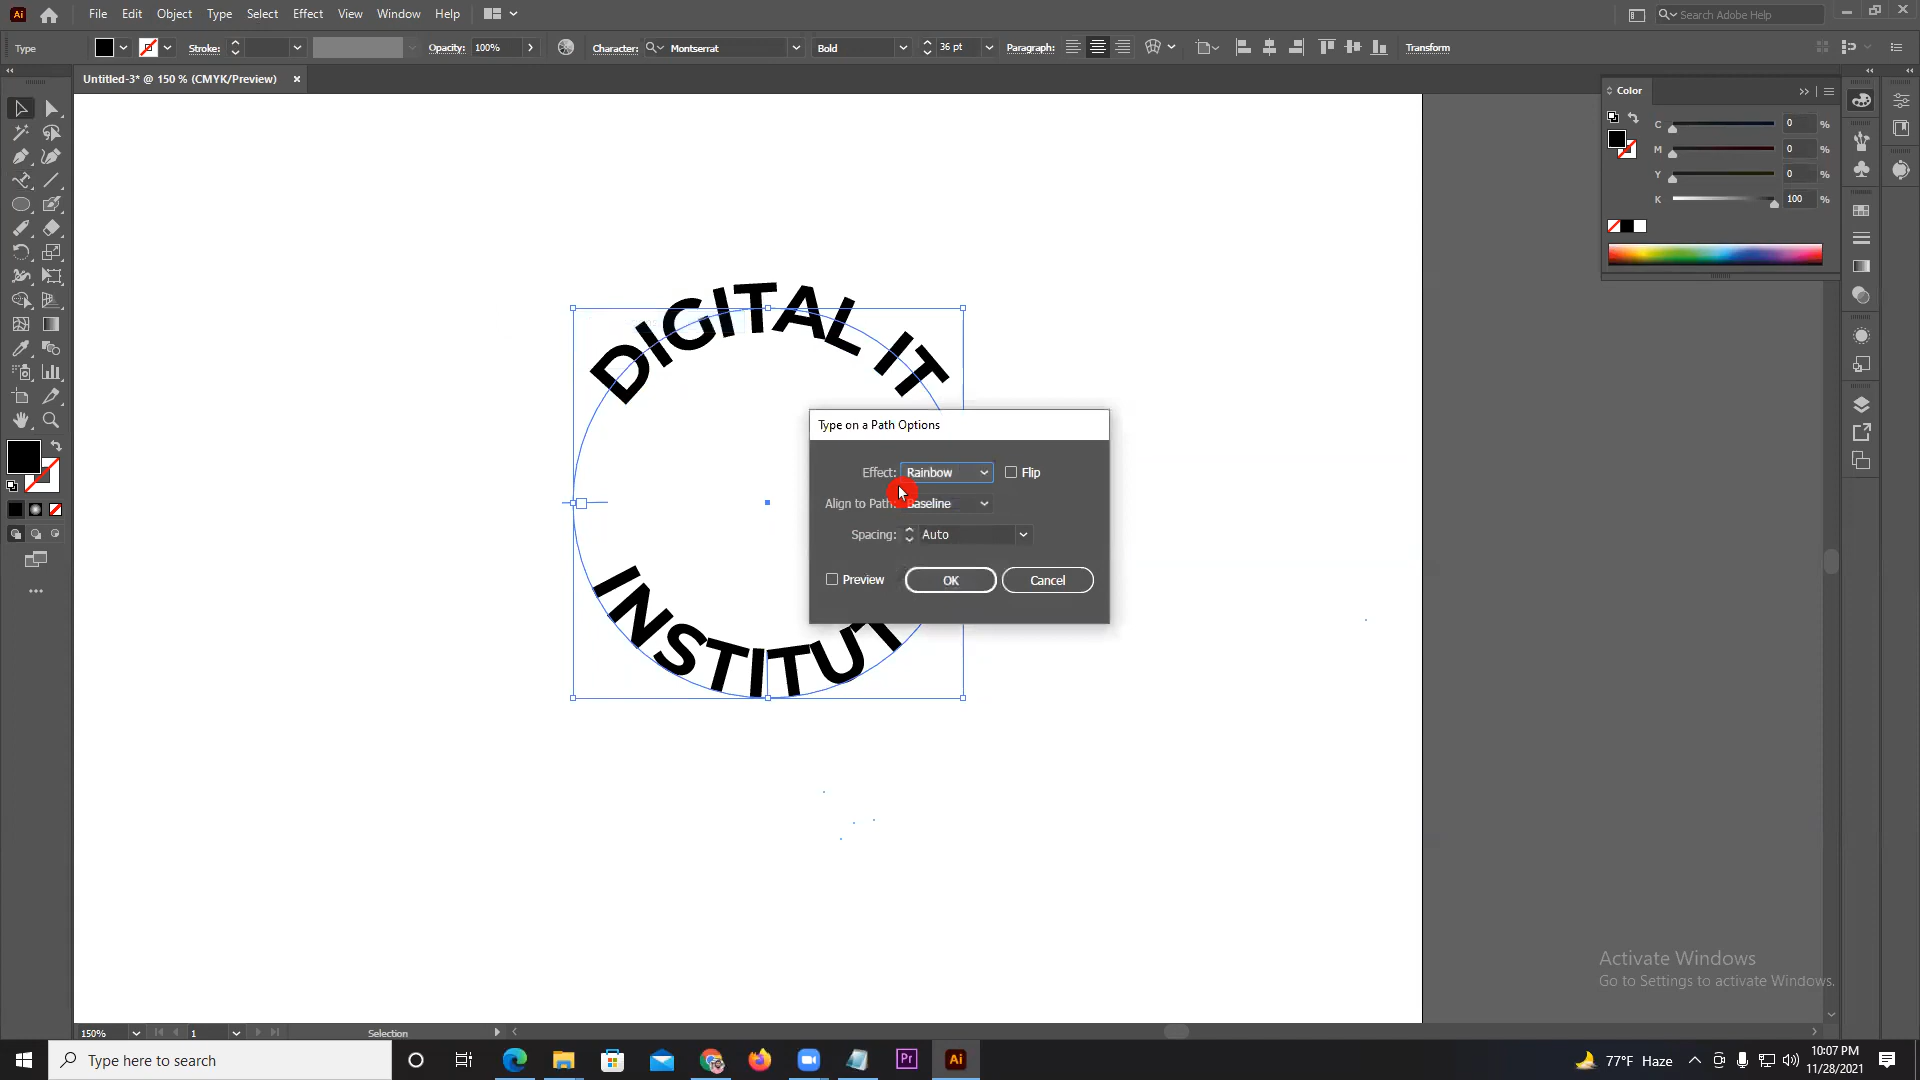 Ai File Edit Object Type Select Effect View Window Help Search Adobe Help
Type Stroke: Opacity: 100% Character: Montserrat Bold 36 pt Paragraph: Transform
Untitled-3* @ 150 % (CMYK/Preview)
Color
C 0 %
M 0 %
Y 0 %
K 100 %
DIGITAL IT
Type on a Path Options
Effect: Rainbow Flip
Align to Path: Baseline
Spacing: Auto
Preview OK Cancel
INSTITUT
Activate Windows
Go to Settings to activate Windows.
150% 1 Selection
Type here to search Pr Ai 77°F Haze 10:07 PM
11/28/2021